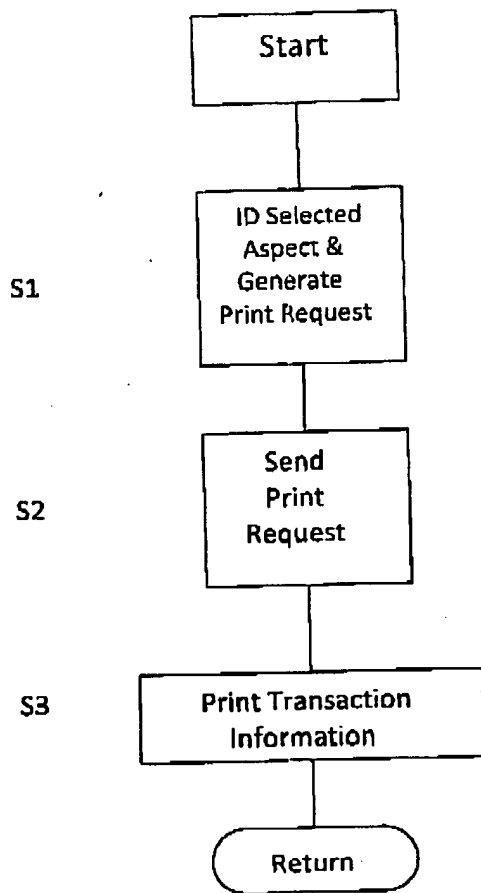 Start
ID Selected
Aspect &
Generate
Print Request
S1
Send
Print
Request
S2
Print Transaction
Information
S3
Return